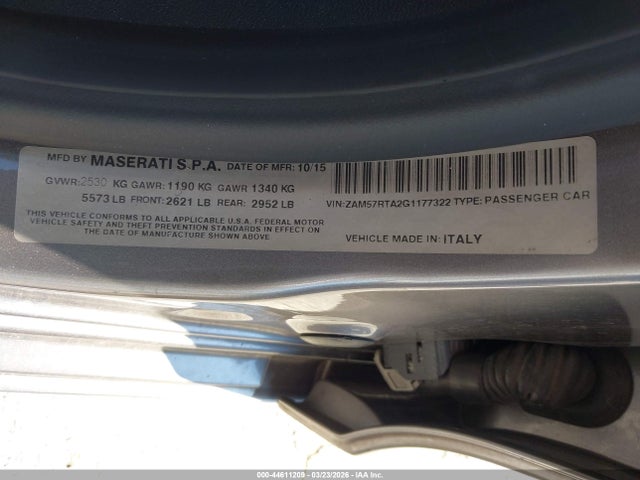 MFD BY MASERATI S.P.A. DATE OF MFR: 10/15
GVWR: 2530 KG GAWR: 1190 KG GAWR 1340 KG
5573 LB FRONT: 2621 LB REAR: 2952 LB
THIS VEHICLE CONFORMS TO ALL APPLICABLE U.S.A. FEDERAL MOTOR
VEHICLE SAFETY AND THEFT PREVENTION STANDARDS IN EFFECT ON
THE DATE OF MANUFACTURE SHOWN ABOVE
VIN: ZAM57RTA2G1177322 TYPE: PASSENGER CAR
VEHICLE MADE IN: ITALY
000-44611209 - 03/23/2026 - IAAI.COM